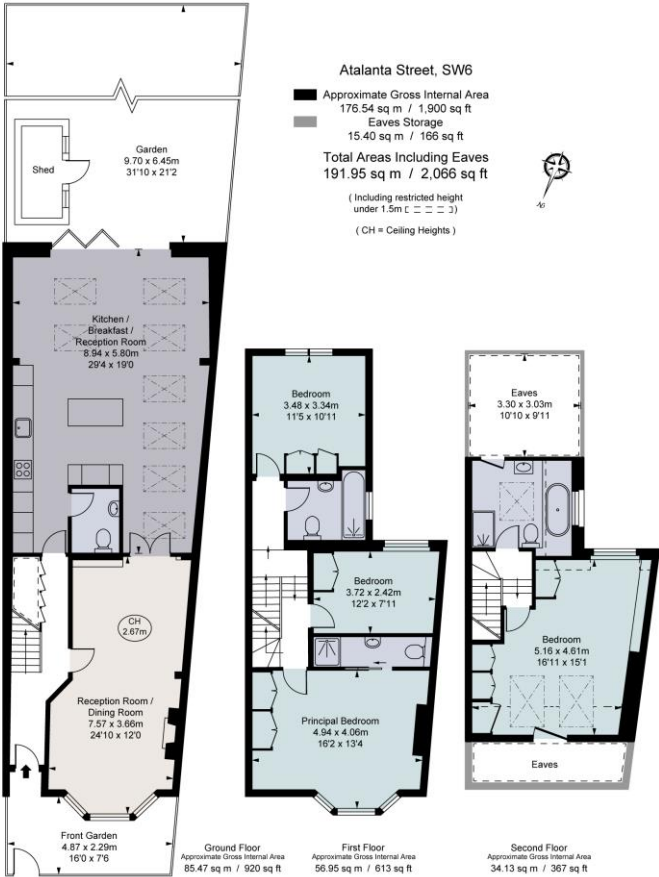 Atalanta Street, SW6
Approximate Gross Internal Area
176.54 sq m / 1,900 sq ft
Eaves Storage
15.40 sq m / 166 sq ft
Total Areas Including Eaves
191.95 sq m / 2,066 sq ft
( Including restricted height
under 1.5m )
( CH = Ceiling Heights )
Garden
9.70 x 6.45m
31'10 x 21'2
Shed
Kitchen /
Breakfast /
Reception Room
8.94 x 5.80m
29'4 x 19'0
CH
2.67m
Reception Room /
Dining Room
7.57 x 3.66m
24'10 x 12'0
Front Garden
4.87 x 2.29m
16'0 x 7'6
Ground Floor
Approximate Gross Internal Area
85.47 sq m / 920 sq ft
Bedroom
3.48 x 3.34m
11'5 x 10'11
Bedroom
3.72 x 2.42m
12'2 x 7'11
Principal Bedroom
4.94 x 4.06m
16'2 x 13'4
First Floor
Approximate Gross Internal Area
56.95 sq m / 613 sq ft
Eaves
3.30 x 3.03m
10'10 x 9'11
Bedroom
5.16 x 4.61m
16'11 x 15'1
Eaves
Second Floor
Approximate Gross Internal Area
34.13 sq m / 367 sq ft